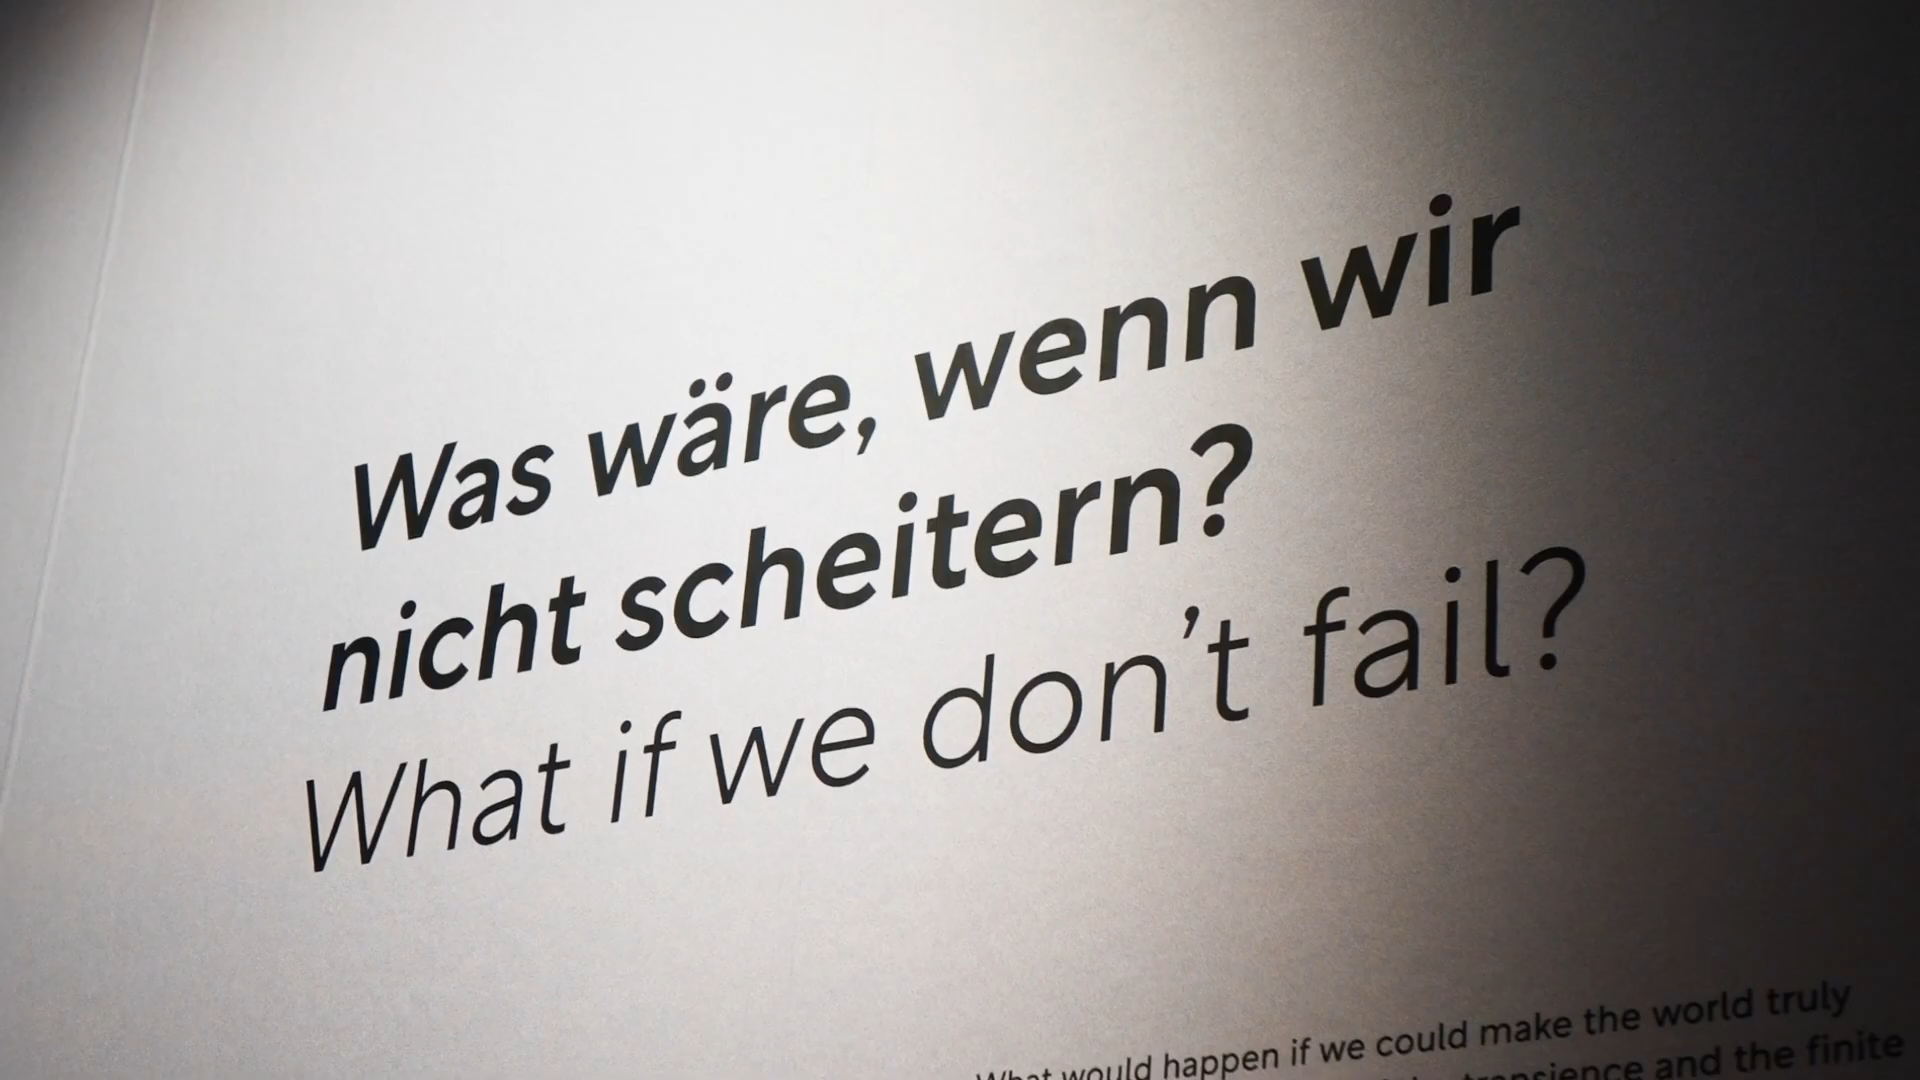 Was wäre, wenn wir
nicht scheitern?
What if we don't fail?
What would happen if we could make the world truly
transience and the finite